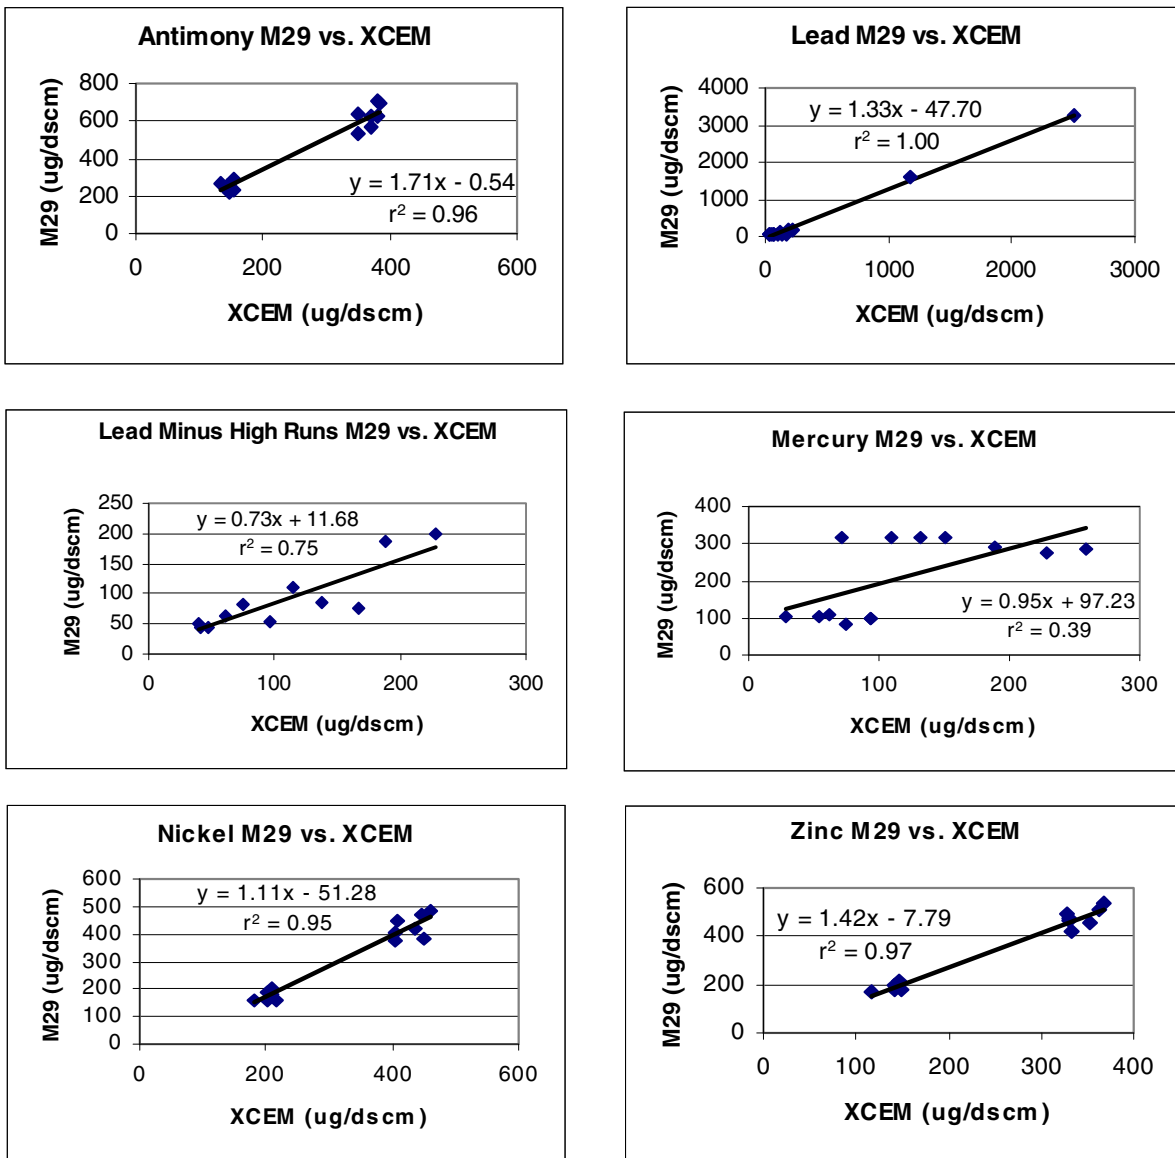 Antimony M29 vs. XCEM
M29 (ug/dscm)
800
600
400
200
0
y = 1.71x - 0.54
r² = 0.96
0 200 400 600
XCEM (ug/dscm)
Lead M29 vs. XCEM
M29 (ug/dscm)
4000
3000
2000
1000
0
y = 1.33x - 47.70
r² = 1.00
0 1000 2000 3000
XCEM (ug/dscm)
Lead Minus High Runs M29 vs. XCEM
M29 (ug/dscm)
250
200
150
100
50
0
y = 0.73x + 11.68
r² = 0.75
0 100 200 300
XCEM (ug/dscm)
Mercury M29 vs. XCEM
M29 (ug/dscm)
400
300
200
100
0
y = 0.95x + 97.23
r² = 0.39
0 100 200 300
XCEM (ug/dscm)
Nickel M29 vs. XCEM
M29 (ug/dscm)
600
500
400
300
200
100
0
y = 1.11x - 51.28
r² = 0.95
0 200 400 600
XCEM (ug/dscm)
Zinc M29 vs. XCEM
M29 (ug/dscm)
600
400
200
0
y = 1.42x - 7.79
r² = 0.97
0 100 200 300 400
XCEM (ug/dscm)